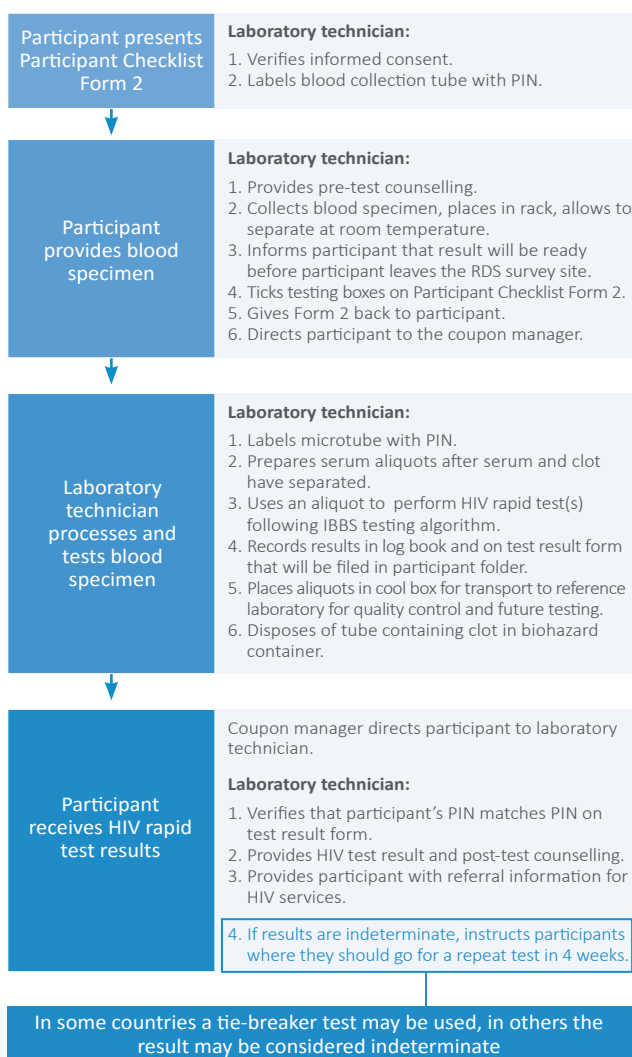 Participant presents
Participant Checklist
Form 2
Laboratory technician:
1. Verifies informed consent.
2. Labels blood collection tube with PIN.
Participant
provides blood
specimen
Laboratory technician:
1. Provides pre-test counselling.
2. Collects blood specimen, places in rack, allows to
separate at room temperature.
3. Informs participant that result will be ready
before participant leaves the RDS survey site.
4. Ticks testing boxes on Participant Checklist Form 2.
5. Gives Form 2 back to participant.
6. Directs participant to the coupon manager.
Laboratory
technician
processes and
tests blood
specimen
Laboratory technician:
1. Labels microtube with PIN.
2. Prepares serum aliquots after serum and clot
have separated.
3. Uses an aliquot to perform HIV rapid test(s)
following IBBS testing algorithm.
4. Records results in log book and on test result form
that will be filed in participant folder.
5. Places aliquots in cool box for transport to reference
laboratory for quality control and future testing.
6. Disposes of tube containing clot in biohazard
container.
Participant
receives HIV rapid
test results
Coupon manager directs participant to laboratory
technician.
Laboratory technician:
1. Verifies that participant’s PIN matches PIN on
test result form.
2. Provides HIV test result and post-test counselling.
3. Provides participant with referral information for
HIV services.
4. If results are indeterminate, instructs participants
where they should go for a repeat test in 4 weeks.
In some countries a tie-breaker test may be used, in others the
result may be considered indeterminate